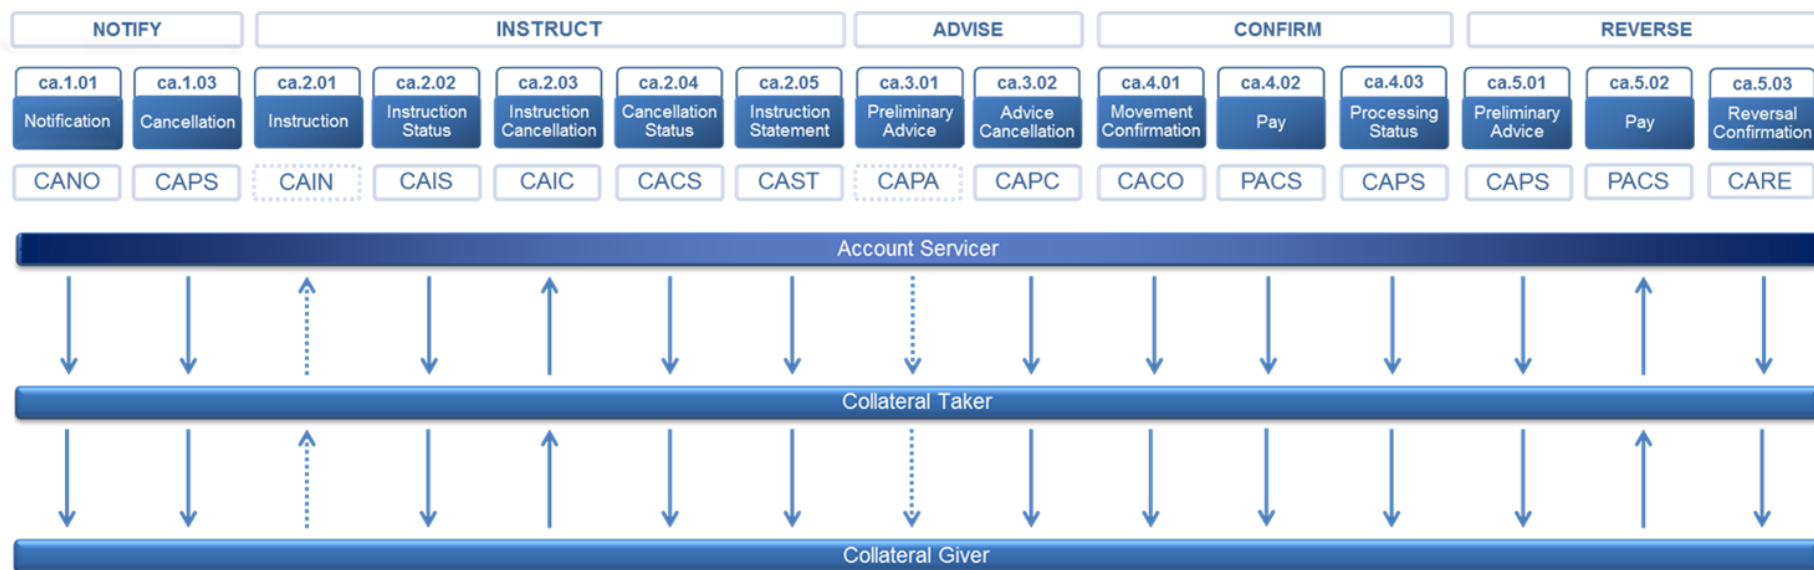 NOTIFY INSTRUCT ADVISE CONFIRM REVERSE
ca.1.01 ca.1.03 ca.2.01 ca.2.02 ca.2.03 ca.2.04 ca.2.05 ca.3.01 ca.3.02 ca.4.01 ca.4.02 ca.4.03 ca.5.01 ca.5.02 ca.5.03
Notification
Cancellation
Instruction
Instruction
Status
Instruction
Cancellation
Cancellation
Status
Instruction
Statement
Preliminary
Advice
Advice
Cancellation
Movement
Confirmation
Pay
Processing
Status
Preliminary
Advice
Pay
Reversal
Confirmation
CANO CAPS CAIN CAIS CAIC CACS CAST CAPA CAPC CACO PACS CAPS CAPS PACS CARE
Account Servicer
Collateral Taker
Collateral Giver